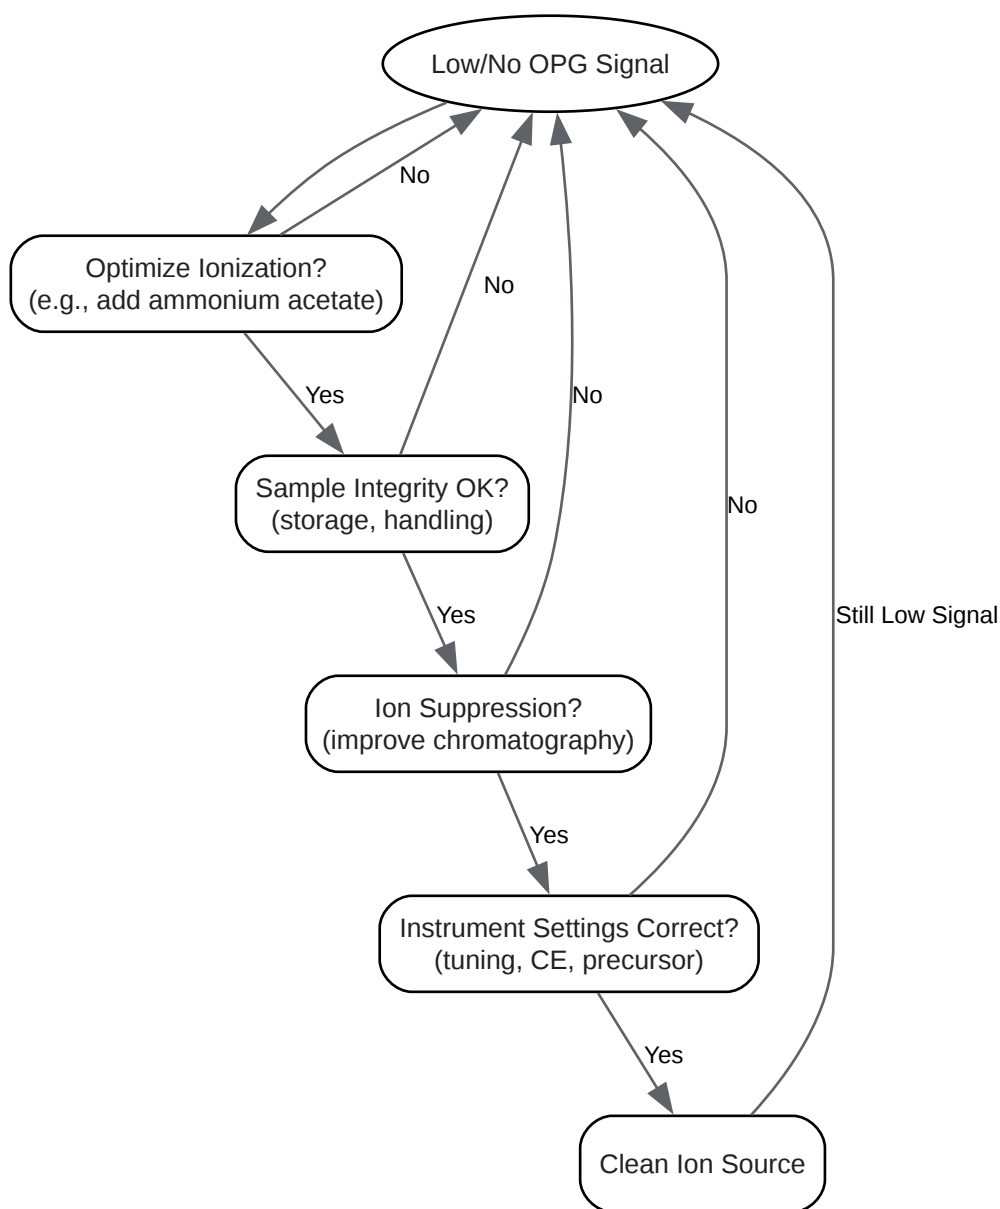 Low/No OPG Signal
No
Optimize Ionization?
(e.g., add ammonium acetate)
No
Yes
No
Sample Integrity OK?
(storage, handling)
No
Yes
Still Low Signal
Ion Suppression?
(improve chromatography)
Yes
Instrument Settings Correct?
(tuning, CE, precursor)
Yes
Clean Ion Source